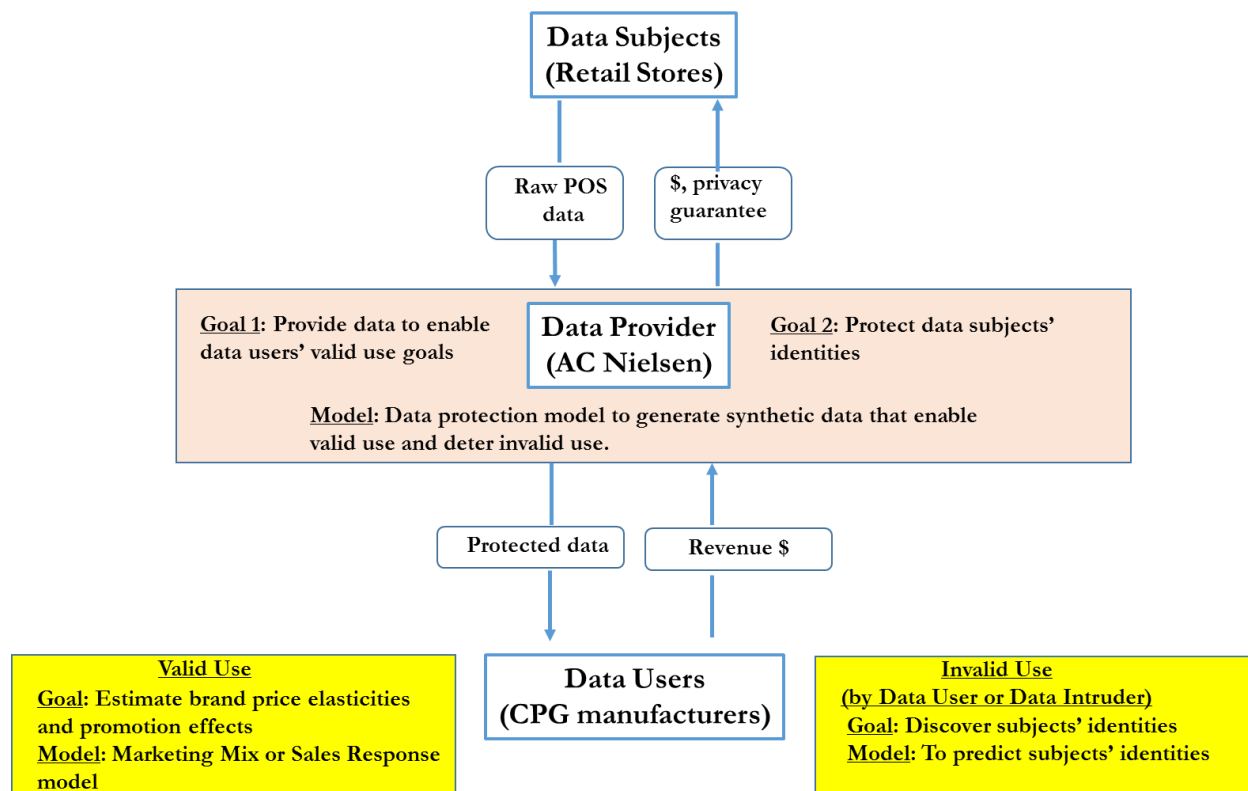 Data Subjects
(Retail Stores)
Raw POS
data
$, privacy
guarantee
Goal 1: Provide data to enable
data users’ valid use goals
Data Provider
(AC Nielsen)
Goal 2: Protect data subjects’
identities
Model: Data protection model to generate synthetic data that enable
valid use and deter invalid use.
Protected data
Revenue $
Valid Use
Goal: Estimate brand price elasticities
and promotion effects
Model: Marketing Mix or Sales Response
model
Data Users
(CPG manufacturers)
Invalid Use
(by Data User or Data Intruder)
Goal: Discover subjects’ identities
Model: To predict subjects’ identities